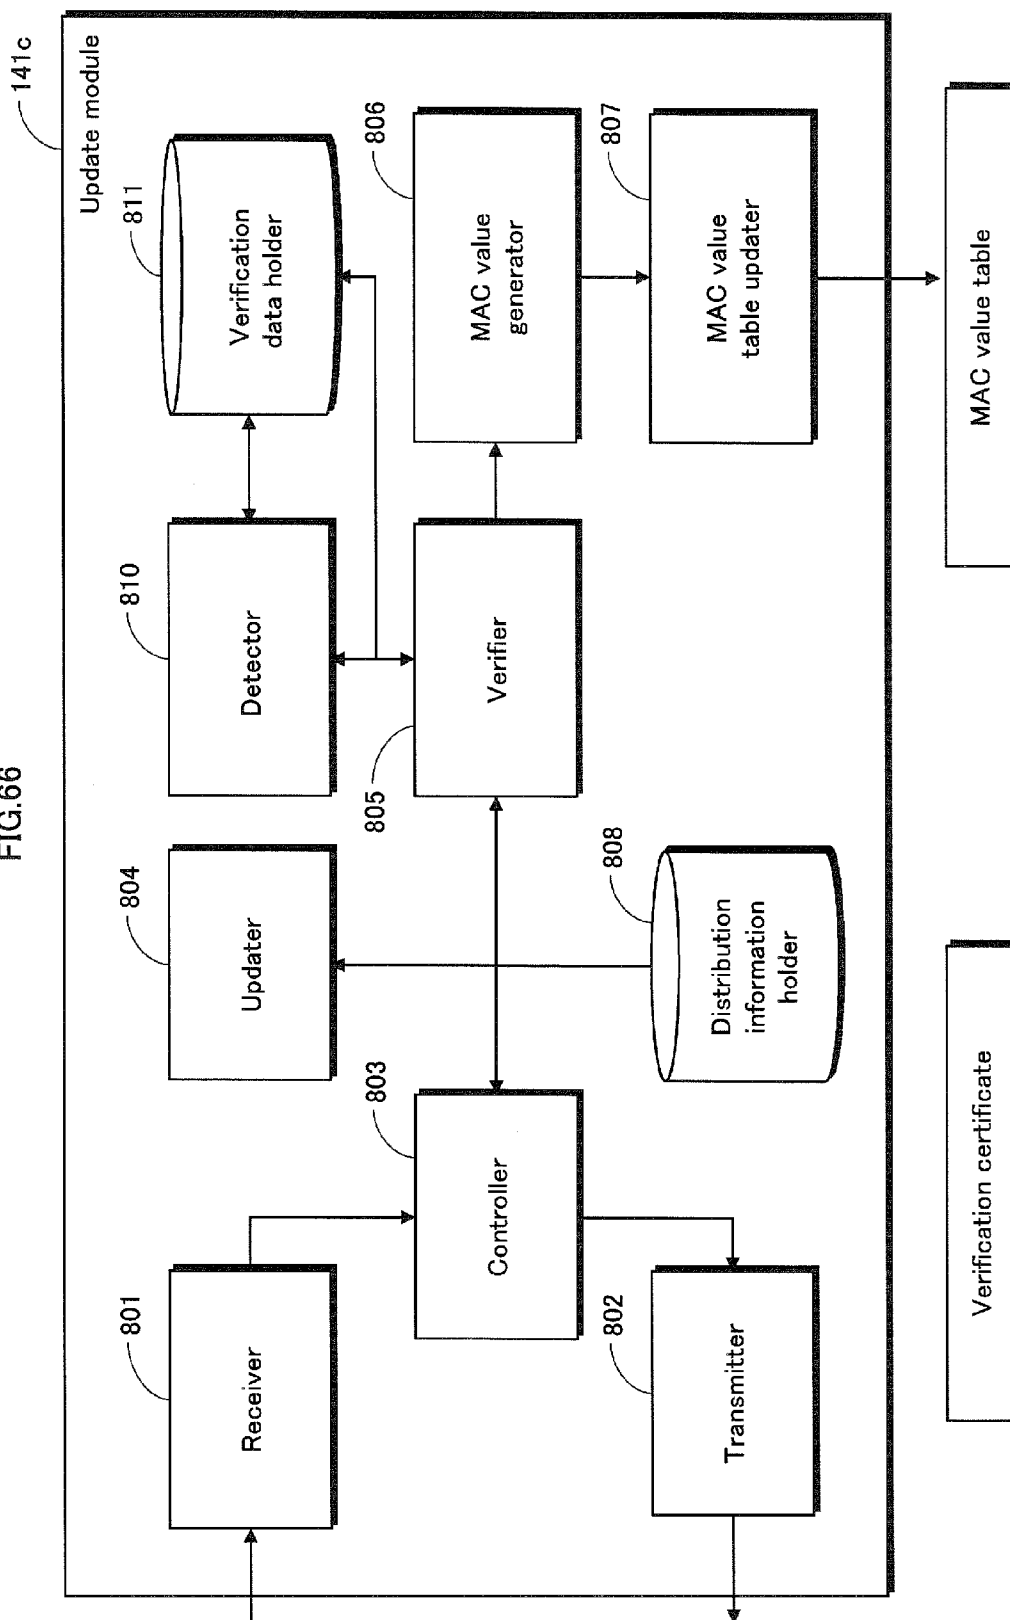 FIG.66
141c
Update module
801
Receiver
804
Updater
810
Detector
811
Verification
data holder
803
Controller
805
Verifier
806
MAC value
generator
802
Transmitter
808
Distribution
information
holder
807
MAC value
table updater
Verification certificate
MAC value table